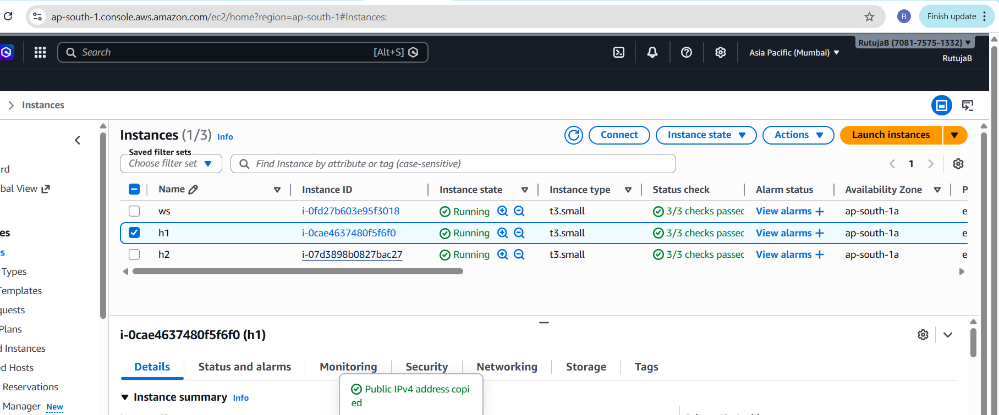 ap-south-1.console.aws.amazon.com/ec2/home?region=ap-south-1#Instances:
R
Finish update
Search
[Alt+S]
Asia Pacific (Mumbai)
RutujaB (7081-7575-1332)
RutujaB
Instances
Instances (1/3) Info
Connect
Instance state
Actions
Launch instances
Saved filter sets
Choose filter set
Find Instance by attribute or tag (case-sensitive)
1
Name Instance ID Instance state Instance type Status check Alarm status Availability Zone P
ws i-0fd27b603e95f3018 Running t3.small 3/3 checks passec View alarms + ap-south-1a e
h1 i-0cae4637480f5f6f0 Running t3.small 3/3 checks passec View alarms + ap-south-1a e
h2 i-07d3898b0827bac27 Running t3.small 3/3 checks passec View alarms + ap-south-1a e
rd
bal View
es
s
Types
Templates
quests
Plans
d Instances
ed Hosts
Reservations
Manager New
i-0cae4637480f5f6f0 (h1)
Details Status and alarms Monitoring Security Networking Storage Tags
Instance summary Info
Public IPv4 address copi
ed